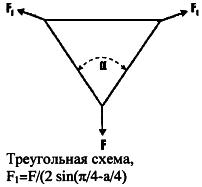 F₁ F₁
α
F
Треугольная схема,
F₁=F/(2 sin(π/4-a/4)